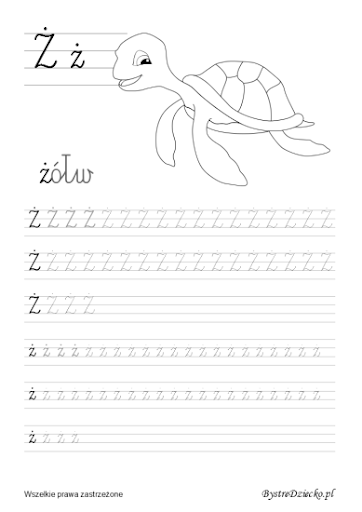 Ż ż
żółw
Ż Ż Ż Ż Ż Ż Ż Ż Ż Ż Ż Ż Ż Ż Ż Ż Ż
Ż Ż Ż Ż Ż Ż Ż Ż Ż Ż Ż Ż Ż Ż Ż Ż Ż
Ż Ż Ż Ż
ż ż ż ż ż ż ż ż ż ż ż ż ż ż ż ż ż ż ż ż ż
ż ż ż ż ż ż ż ż ż ż ż ż ż ż ż ż ż ż ż ż ż
ż ż ż ż
Wszelkie prawa zastrzeżone
BystreDziecko.pl